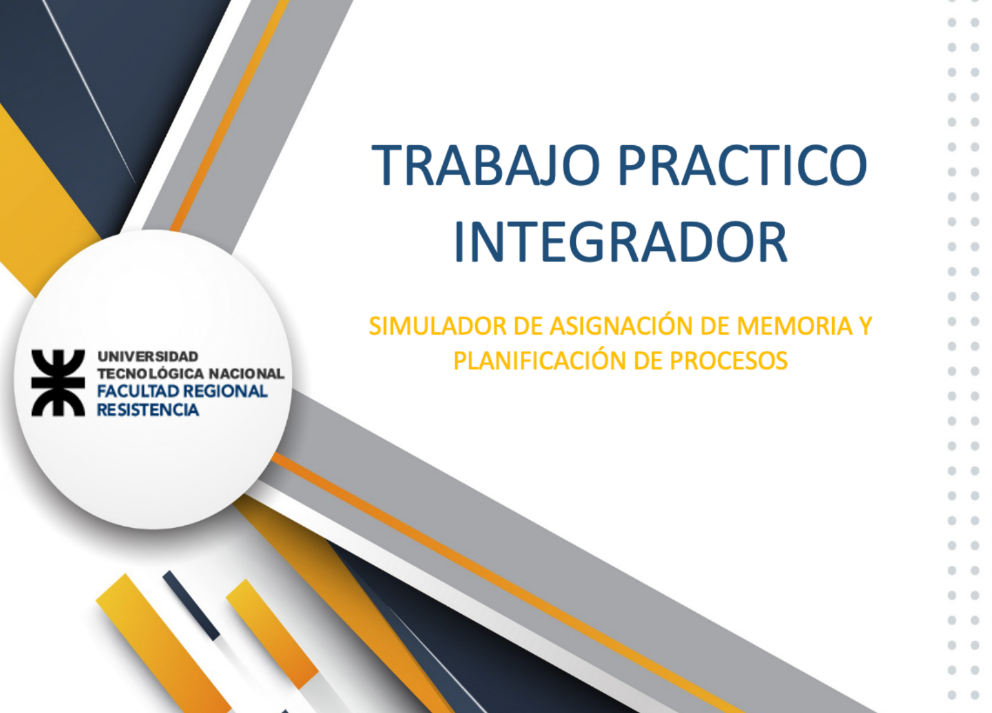 TRABAJO PRACTICO
INTEGRADOR
SIMULADOR DE ASIGNACIÓN DE MEMORIA Y
PLANIFICACIÓN DE PROCESOS
UNIVERSIDAD
TECNOLÓGICA NACIONAL
FACULTAD REGIONAL
RESISTENCIA